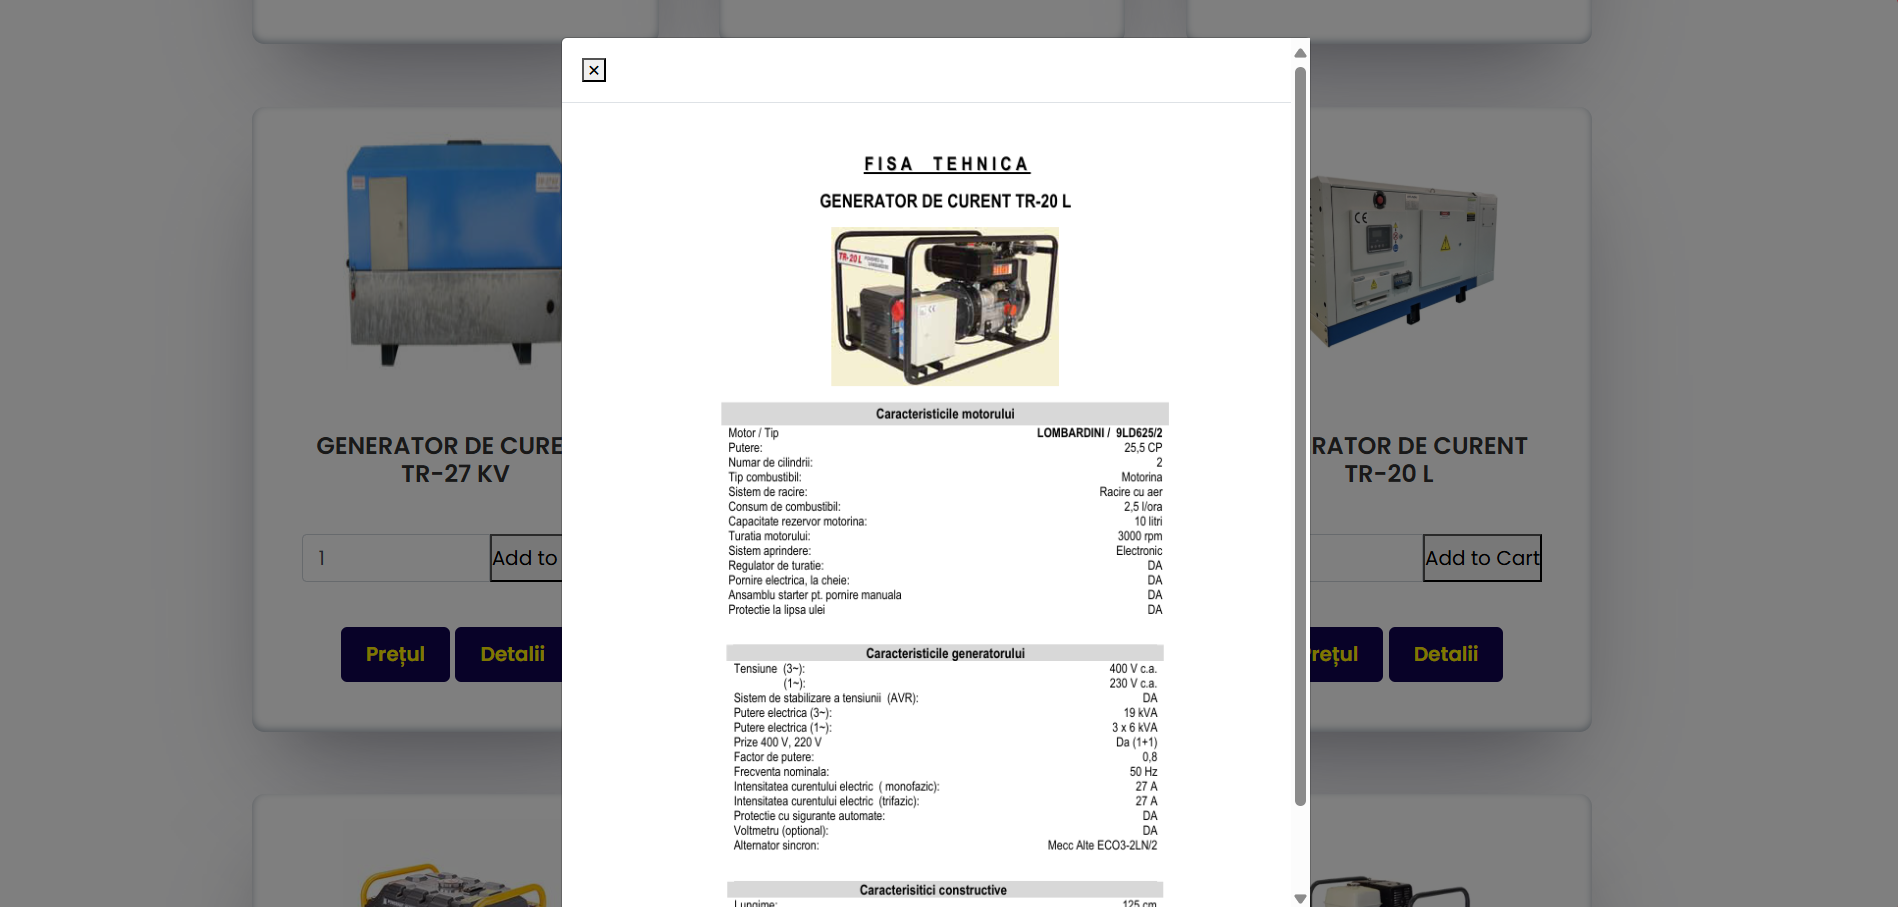 ×
FISA TEHNICA
GENERATOR DE CURENT TR-20 L
TR-20 L
Caracteristicile motorului
Motor / Tip LOMBARDINI / 9LD625/2
Putere: 25,5 CP
Numar de cilindrii: 2
Tip combustibil: Motorina
Sistem de racire: Racire cu aer
Consum de combustibil: 2,5 l/ora
Capacitate rezervor motorina: 10 litri
Turatia motorului: 3000 rpm
Sistem aprindere: Electronic
Regulator de turatie: DA
Pornire electrica, la cheie: DA
Ansamblu starter pt. pornire manuala DA
Protectie la lipsa ulei DA
Caracteristicile generatorului
Tensiune (3~): 400 V c.a.
(1~): 230 V c.a.
Sistem de stabilizare a tensiunii (AVR): DA
Putere electrica (3~): 19 kVA
Putere electrica (1~): 3 x 6 kVA
Prize 400 V, 220 V Da (1+1)
Factor de putere: 0,8
Frecventa nominala: 50 Hz
Intensitatea curentului electric ( monofazic): 27 A
Intensitatea curentului electric (trifazic): 27 A
Protectie cu sigurante automate: DA
Voltmetru (optional): DA
Alternator sincron: Mecc Alte ECO3-2LN/2
Caracterisitici constructive
Lungime: 125 cm
GENERATOR DE CURE
TR-27 KV
1
Add to
Prețul
Detalii
CE
RATOR DE CURENT
TR-20 L
Add to Cart
rețul
Detalii